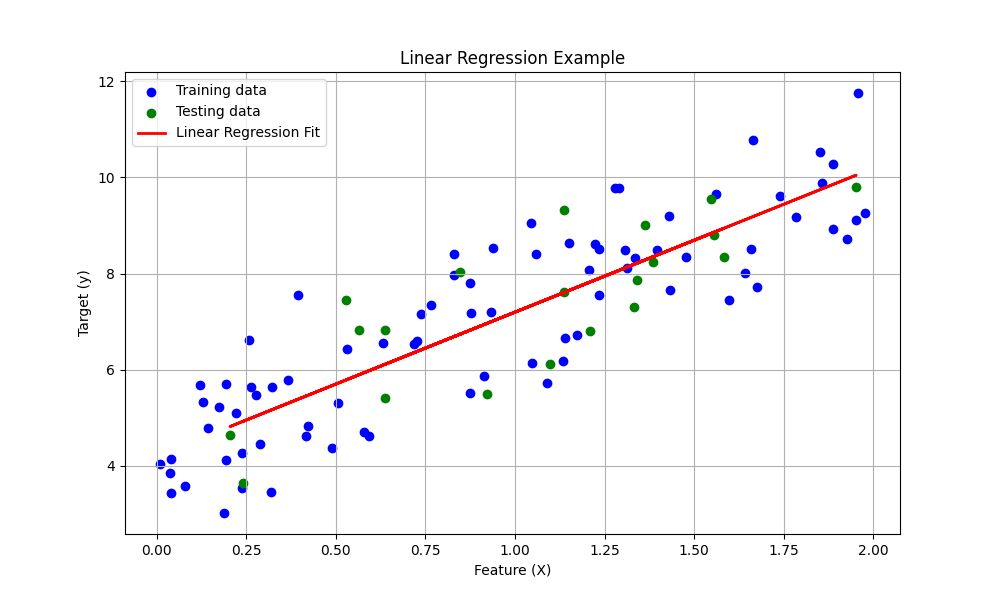 Linear Regression Example
Training data
Testing data
Linear Regression Fit
12
10
8
6
4
Target (y)
0.00 0.25 0.50 0.75 1.00 1.25 1.50 1.75 2.00
Feature (X)